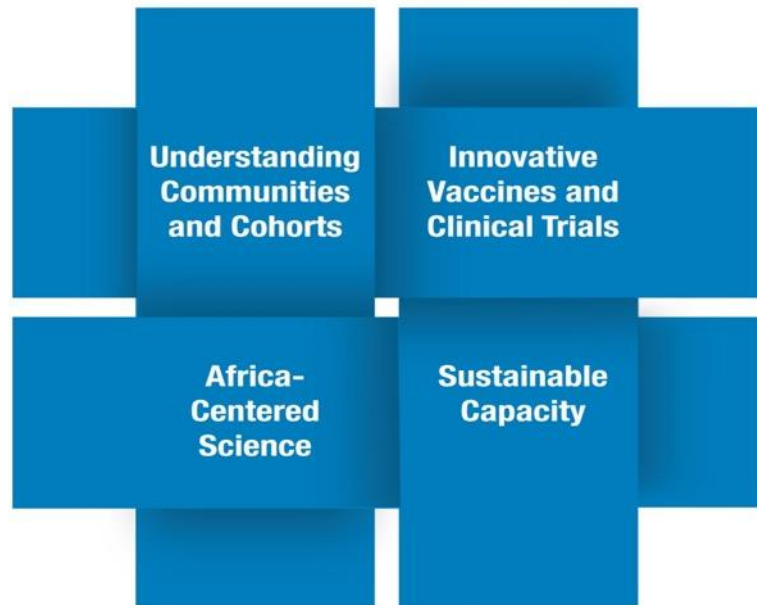 Understanding
Communities
and Cohorts
Innovative
Vaccines and
Clinical Trials
Africa-
Centered
Science
Sustainable
Capacity